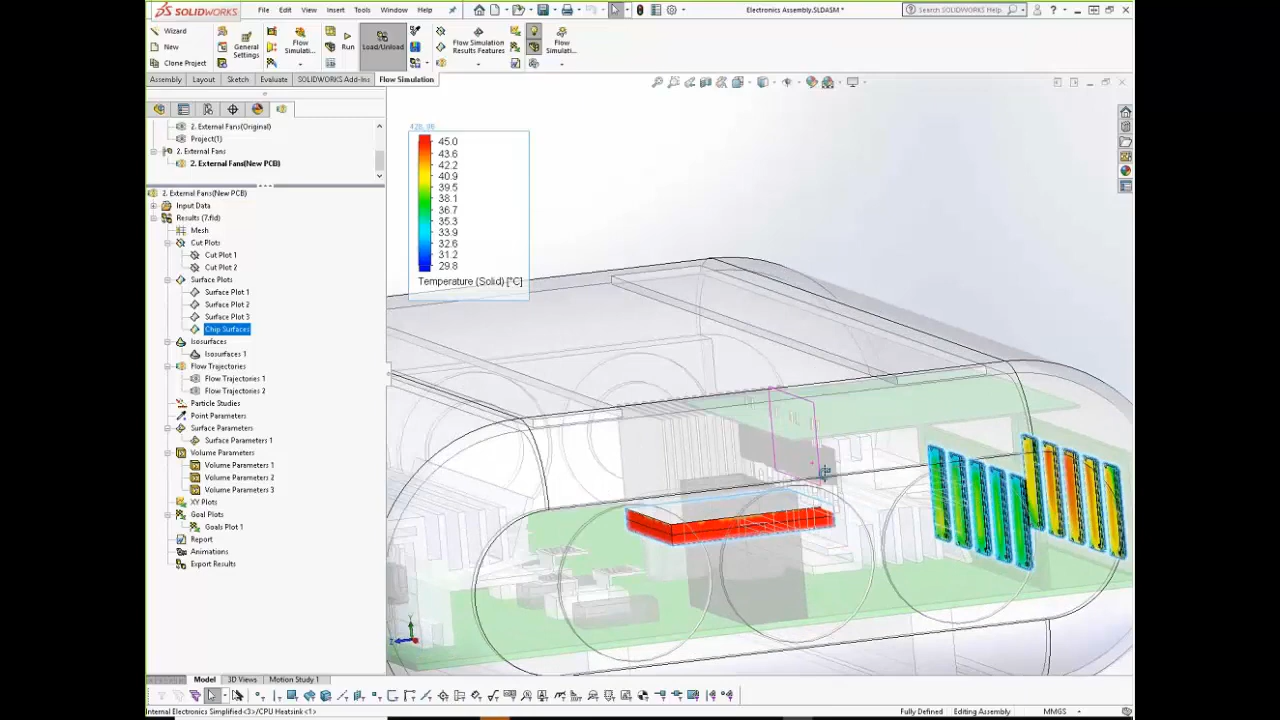 SOLIDWORKS File Edit View Insert Tools Window Electronics Assembly.SLDASM Search SOLIDWORKS Help
Wizard
New
Clone Project
General Settings
Flow Simulati...
Run
Load/Unload
Flow Simulation Results Features
Flow Simulati...
Assembly Layout Sketch Evaluate SOLIDWORKS Add-Ins Flow Simulation
2. External Fans(Original)
Project(1)
2. External Fans
2. External Fans(New PCB)
2. External Fans(New PCB)
Input Data
Results (7.fld)
Mesh
Cut Plots
Cut Plot 1
Cut Plot 2
Surface Plots
Surface Plot 1
Surface Plot 2
Surface Plot 3
Chip Surfaces
Isosurfaces
Isosurfaces 1
Flow Trajectories
Flow Trajectories 1
Flow Trajectories 2
Particle Studies
Point Parameters
Surface Parameters
Surface Parameters 1
Volume Parameters
Volume Parameters 1
Volume Parameters 2
Volume Parameters 3
XY Plots
Goal Plots
Goals Plot 1
Report
Animations
Export Results
45.0
43.6
42.2
40.9
39.5
38.1
36.7
35.3
33.9
32.6
31.2
29.8
Temperature (Solid) [°C]
Model 3D Views Motion Study 1
Internal Electronics Simplified<3>/CPU Heatsink <1> Fully Defined Editing Assembly MMGS